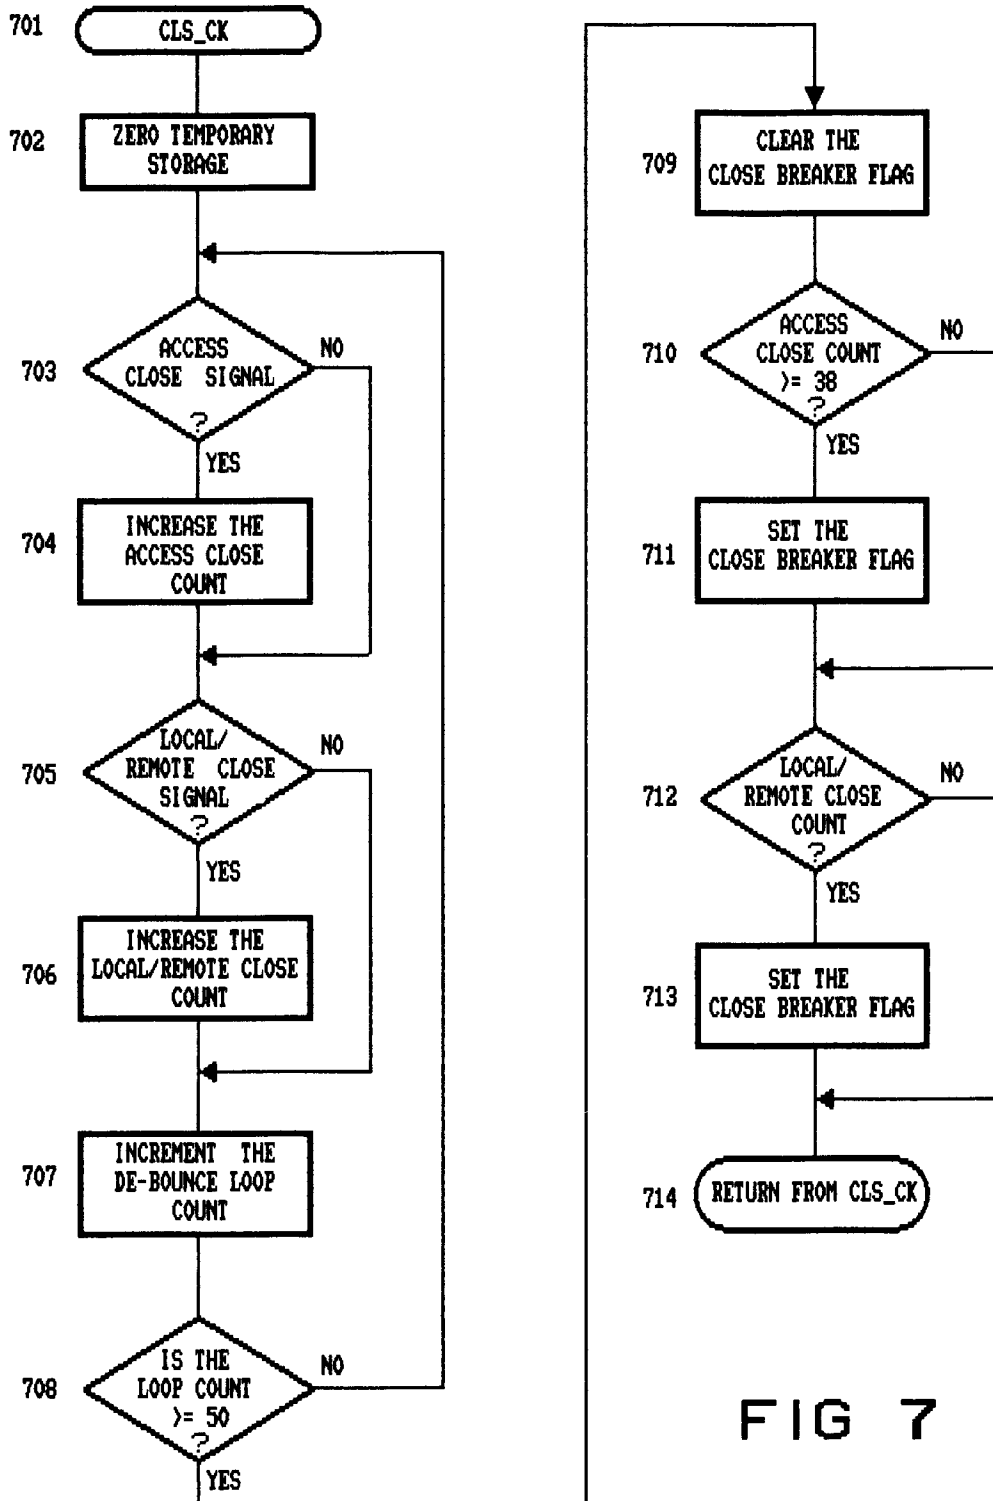 701
CLS_CK
702
ZERO TEMPORARY
STORAGE
703
ACCESS
CLOSE SIGNAL
?
NO
YES
704
INCREASE THE
ACCESS CLOSE
COUNT
705
LOCAL/
REMOTE CLOSE
SIGNAL
?
NO
YES
706
INCREASE THE
LOCAL/REMOTE CLOSE
COUNT
707
INCREMENT THE
DE-BOUNCE LOOP
COUNT
708
IS THE
LOOP COUNT
>= 50
?
NO
YES
709
CLEAR THE
CLOSE BREAKER FLAG
710
ACCESS
CLOSE COUNT
>= 38
?
NO
YES
711
SET THE
CLOSE BREAKER FLAG
712
LOCAL/
REMOTE CLOSE
COUNT
?
NO
YES
713
SET THE
CLOSE BREAKER FLAG
714
RETURN FROM CLS_CK
FIG 7